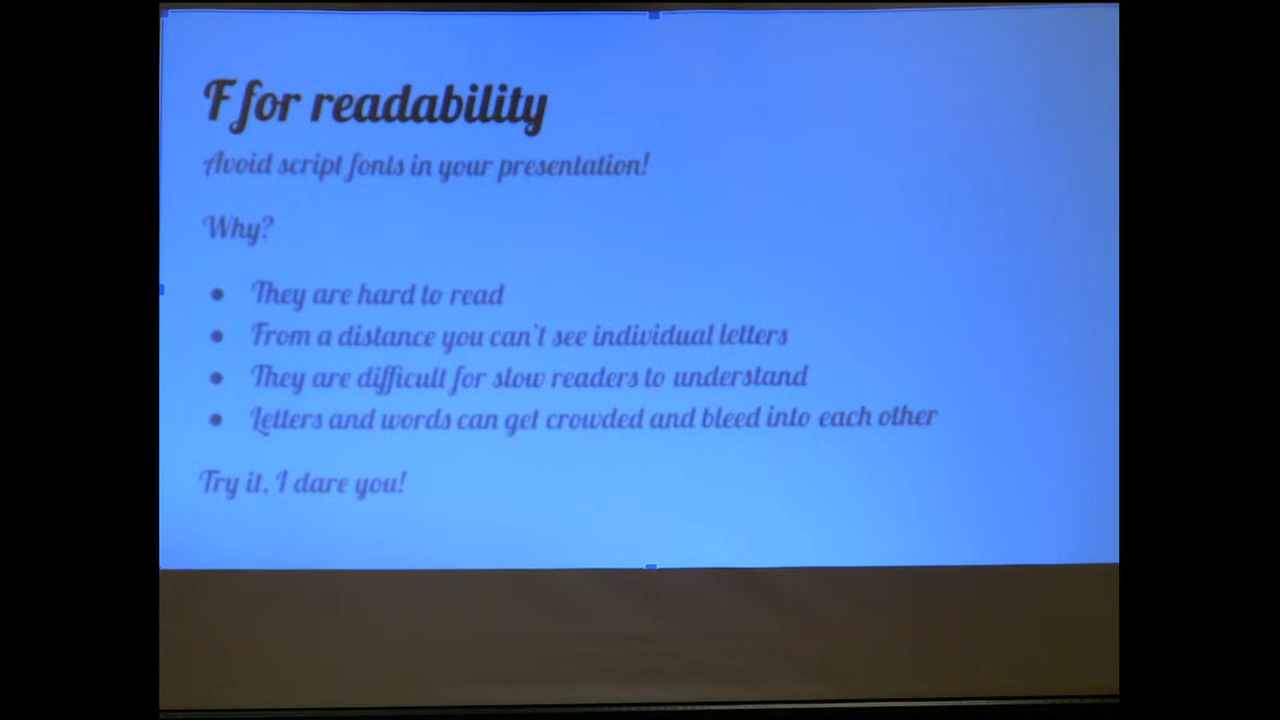 F for readability
Avoid script fonts in your presentation!
Why?
● They are hard to read
● From a distance you can't see individual letters
● They are difficult for slow readers to understand
● Letters and words can get crowded and bleed into each other
Try it, I dare you!